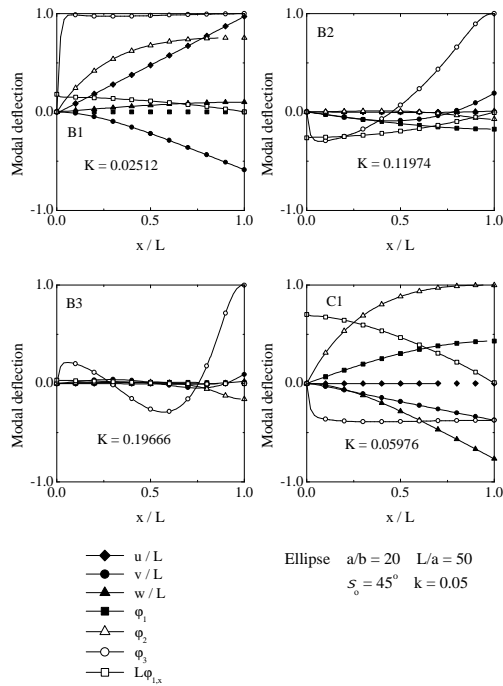 1.0
0.0
-1.0
0.0 0.5 1.0
Modal deflection
x / L
B1
K = 0.02512
1.0
0.0
-1.0
0.0 0.5 1.0
Modal deflection
x / L
B2
K = 0.11974
1.0
0.0
-1.0
0.0 0.5 1.0
Modal deflection
x / L
B3
K = 0.19666
1.0
0.0
-1.0
0.0 0.5 1.0
Modal deflection
x / L
C1
K = 0.05976
u / L
v / L
w / L
φ₁
φ₂
φ₃
Lφ₁,ₓ
Ellipse a/b = 20 L/a = 50
𝑠ₒ = 45° k = 0.05